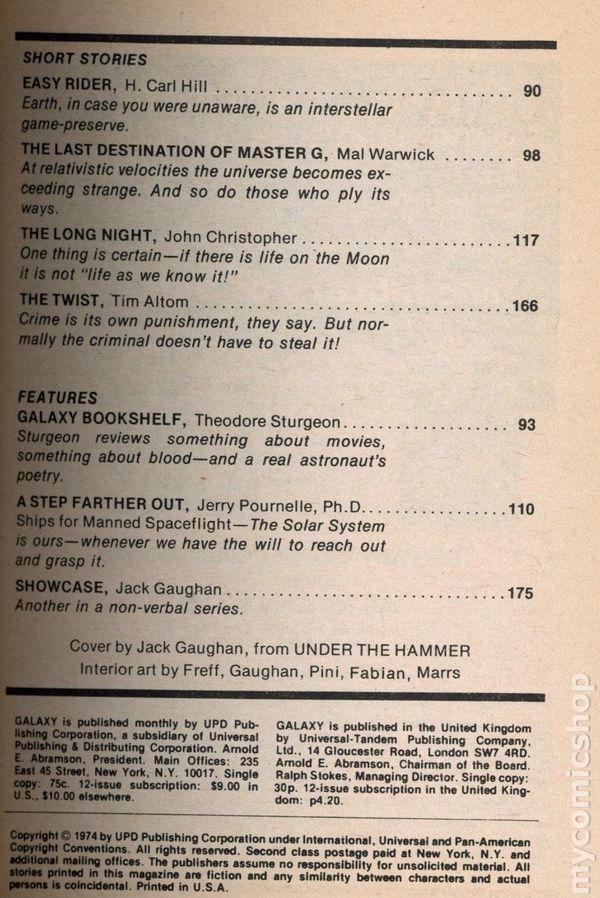 SHORT STORIES
EASY RIDER, H. Carl Hill ................................ 90
Earth, in case you were unaware, is an interstellar
game-preserve.
THE LAST DESTINATION OF MASTER G, Mal Warwick ........ 98
At relativistic velocities the universe becomes ex-
ceeding strange. And so do those who ply its
ways.
THE LONG NIGHT, John Christopher .........................117
One thing is certain—if there is life on the Moon
it is not "life as we know it!"
THE TWIST, Tim Altom ......................................166
Crime is its own punishment, they say. But nor-
mally the criminal doesn't have to steal it!
FEATURES
GALAXY BOOKSHELF, Theodore Sturgeon.................... 93
Sturgeon reviews something about movies,
something about blood—and a real astronaut's
poetry.
A STEP FARTHER OUT, Jerry Pournelle, Ph.D..................110
Ships for Manned Spaceflight—The Solar System
is ours—whenever we have the will to reach out
and grasp it.
SHOWCASE, Jack Gaughan ..................................175
Another in a non-verbal series.
Cover by Jack Gaughan, from UNDER THE HAMMER
Interior art by Freff, Gaughan, Pini, Fabian, Marrs
GALAXY is published monthly by UPD Pub-
lishing Corporation, a subsidiary of Universal
Publishing & Distributing Corporation. Arnold
E. Abramson, President. Main Offices: 235
East 45 Street, New York, N.Y. 10017. Single
copy: 75c. 12-issue subscription: $9.00 in
U.S., $10.00 elsewhere.
GALAXY is published in the United Kingdom
by Universal-Tandem Publishing Company,
Ltd., 14 Gloucester Road, London SW7 4RD.
Arnold E. Abramson, Chairman of the Board.
Ralph Stokes, Managing Director. Single copy:
30p. 12-issue subscription in the United King-
dom: p4.20.
Copyright © 1974 by UPD Publishing Corporation under International, Universal and Pan-American
Copyright Conventions. All rights reserved. Second class postage paid at New York, N.Y. and
additional mailing offices. The publishers assume no responsibility for unsolicited material. All
stories printed in this magazine are fiction and any similarity between characters and actual
persons is coincidental. Printed in U.S.A.
mycomicshop